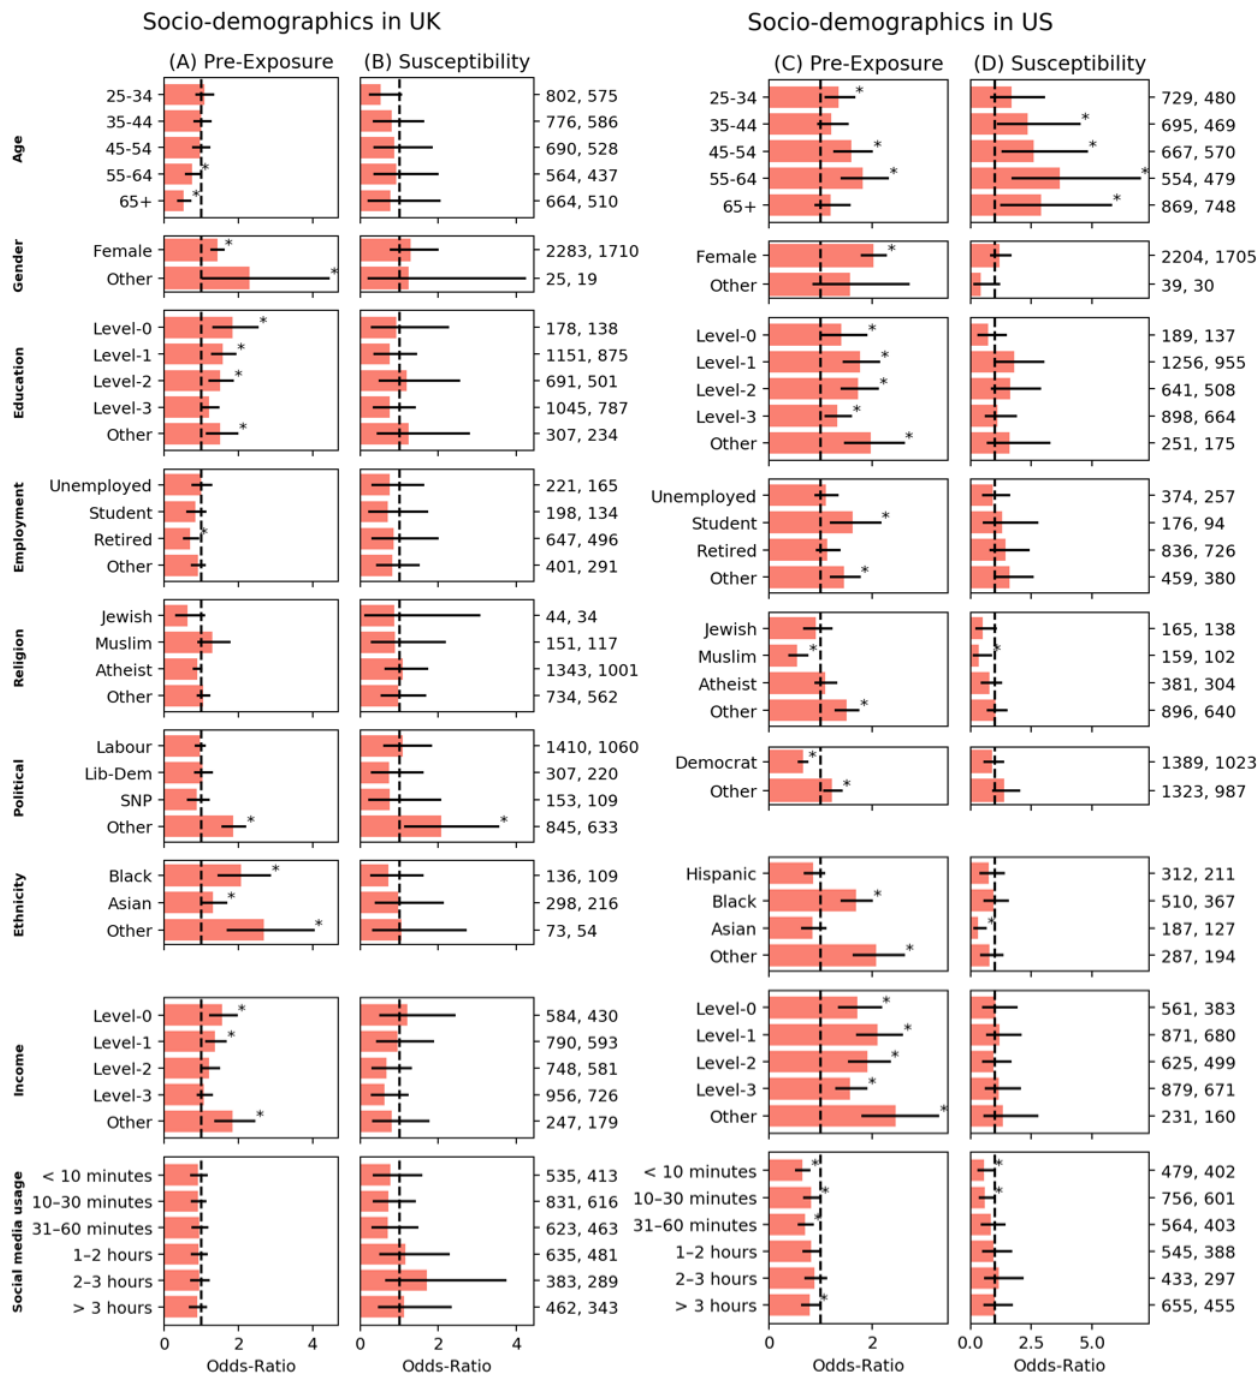 Socio-demographics in UK
Socio-demographics in US
(A) Pre-Exposure
(B) Susceptibility
(C) Pre-Exposure
(D) Susceptibility
Age
25-34
802, 575
25-34
*
729, 480
35-44
776, 586
35-44
*
695, 469
45-54
690, 528
45-54
*
*
667, 570
55-64
*
564, 437
55-64
*
*
554, 479
65+
*
664, 510
65+
*
869, 748
Gender
Female
*
2283, 1710
Female
*
2204, 1705
Other
*
25, 19
Other
39, 30
Education
Level-0
*
178, 138
Level-0
*
189, 137
Level-1
*
1151, 875
Level-1
*
1256, 955
Level-2
*
691, 501
Level-2
*
641, 508
Level-3
1045, 787
Level-3
*
898, 664
Other
*
307, 234
Other
*
251, 175
Employment
Unemployed
221, 165
Unemployed
374, 257
Student
198, 134
Student
*
176, 94
Retired
*
647, 496
Retired
836, 726
Other
401, 291
Other
*
459, 380
Religion
Jewish
44, 34
Jewish
165, 138
Muslim
151, 117
Muslim
*
*
159, 102
Atheist
1343, 1001
Atheist
381, 304
Other
734, 562
Other
*
896, 640
Political
Labour
1410, 1060
Democrat
*
1389, 1023
Lib-Dem
307, 220
Other
*
1323, 987
SNP
153, 109
Other
*
*
845, 633
Ethnicity
Black
*
136, 109
Hispanic
312, 211
Asian
*
298, 216
Black
*
510, 367
Other
*
73, 54
Asian
*
187, 127
Other
*
287, 194
Income
Level-0
*
584, 430
Level-0
*
561, 383
Level-1
*
790, 593
Level-1
*
871, 680
Level-2
748, 581
Level-2
*
625, 499
Level-3
956, 726
Level-3
*
879, 671
Other
*
247, 179
Other
*
231, 160
Social media usage
< 10 minutes
535, 413
< 10 minutes
*
*
479, 402
10–30 minutes
831, 616
10–30 minutes
*
*
756, 601
31–60 minutes
623, 463
31–60 minutes
*
564, 403
1–2 hours
635, 481
1–2 hours
545, 388
2–3 hours
383, 289
2–3 hours
433, 297
> 3 hours
462, 343
> 3 hours
*
655, 455
0 2 4
0 2 4
0 2
0.0 2.5 5.0
Odds-Ratio
Odds-Ratio
Odds-Ratio
Odds-Ratio